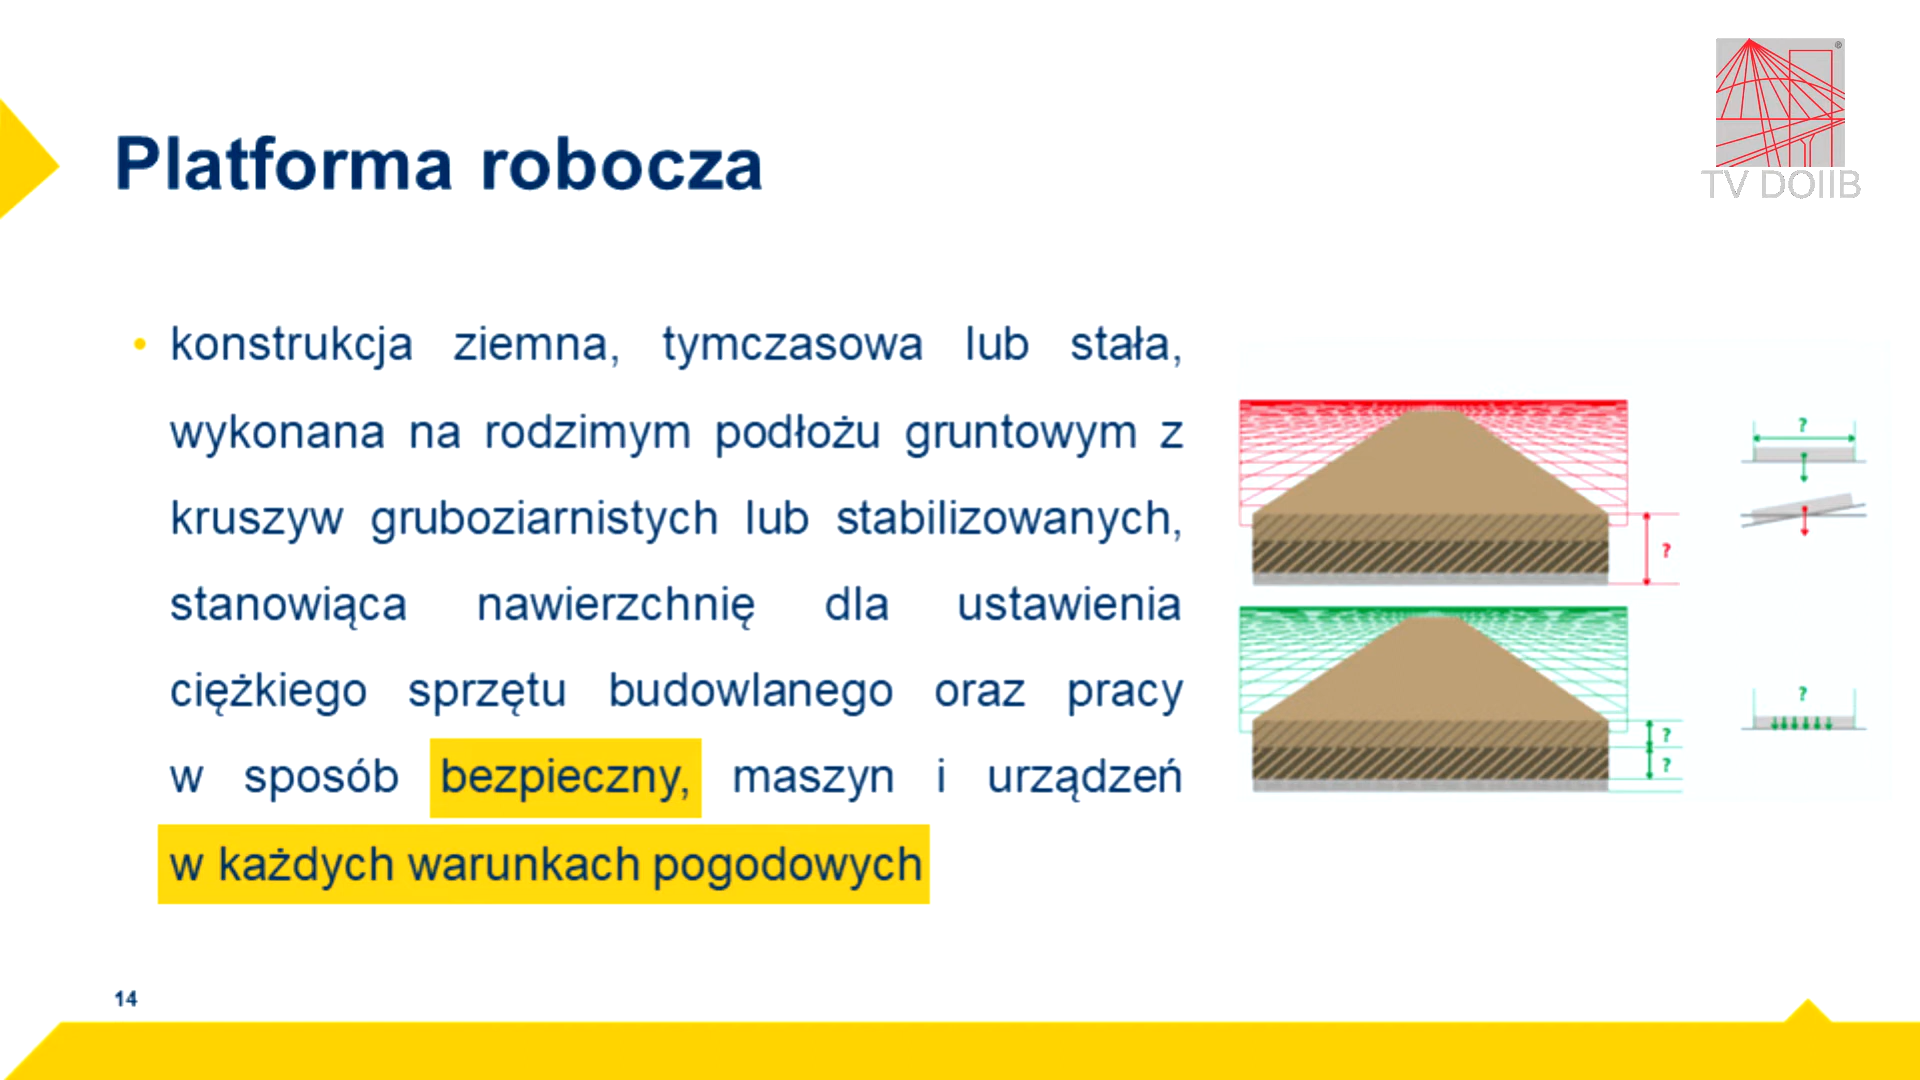 ®
TV DOIIB
Platforma robocza
• konstrukcja ziemna, tymczasowa lub stała,
wykonana na rodzimym podłożu gruntowym z
kruszyw gruboziarnistych lub stabilizowanych,
stanowiąca nawierzchnię dla ustawienia
ciężkiego sprzętu budowlanego oraz pracy
w sposób bezpieczny, maszyn i urządzeń
w każdych warunkach pogodowych
?
?
?
?
?
14